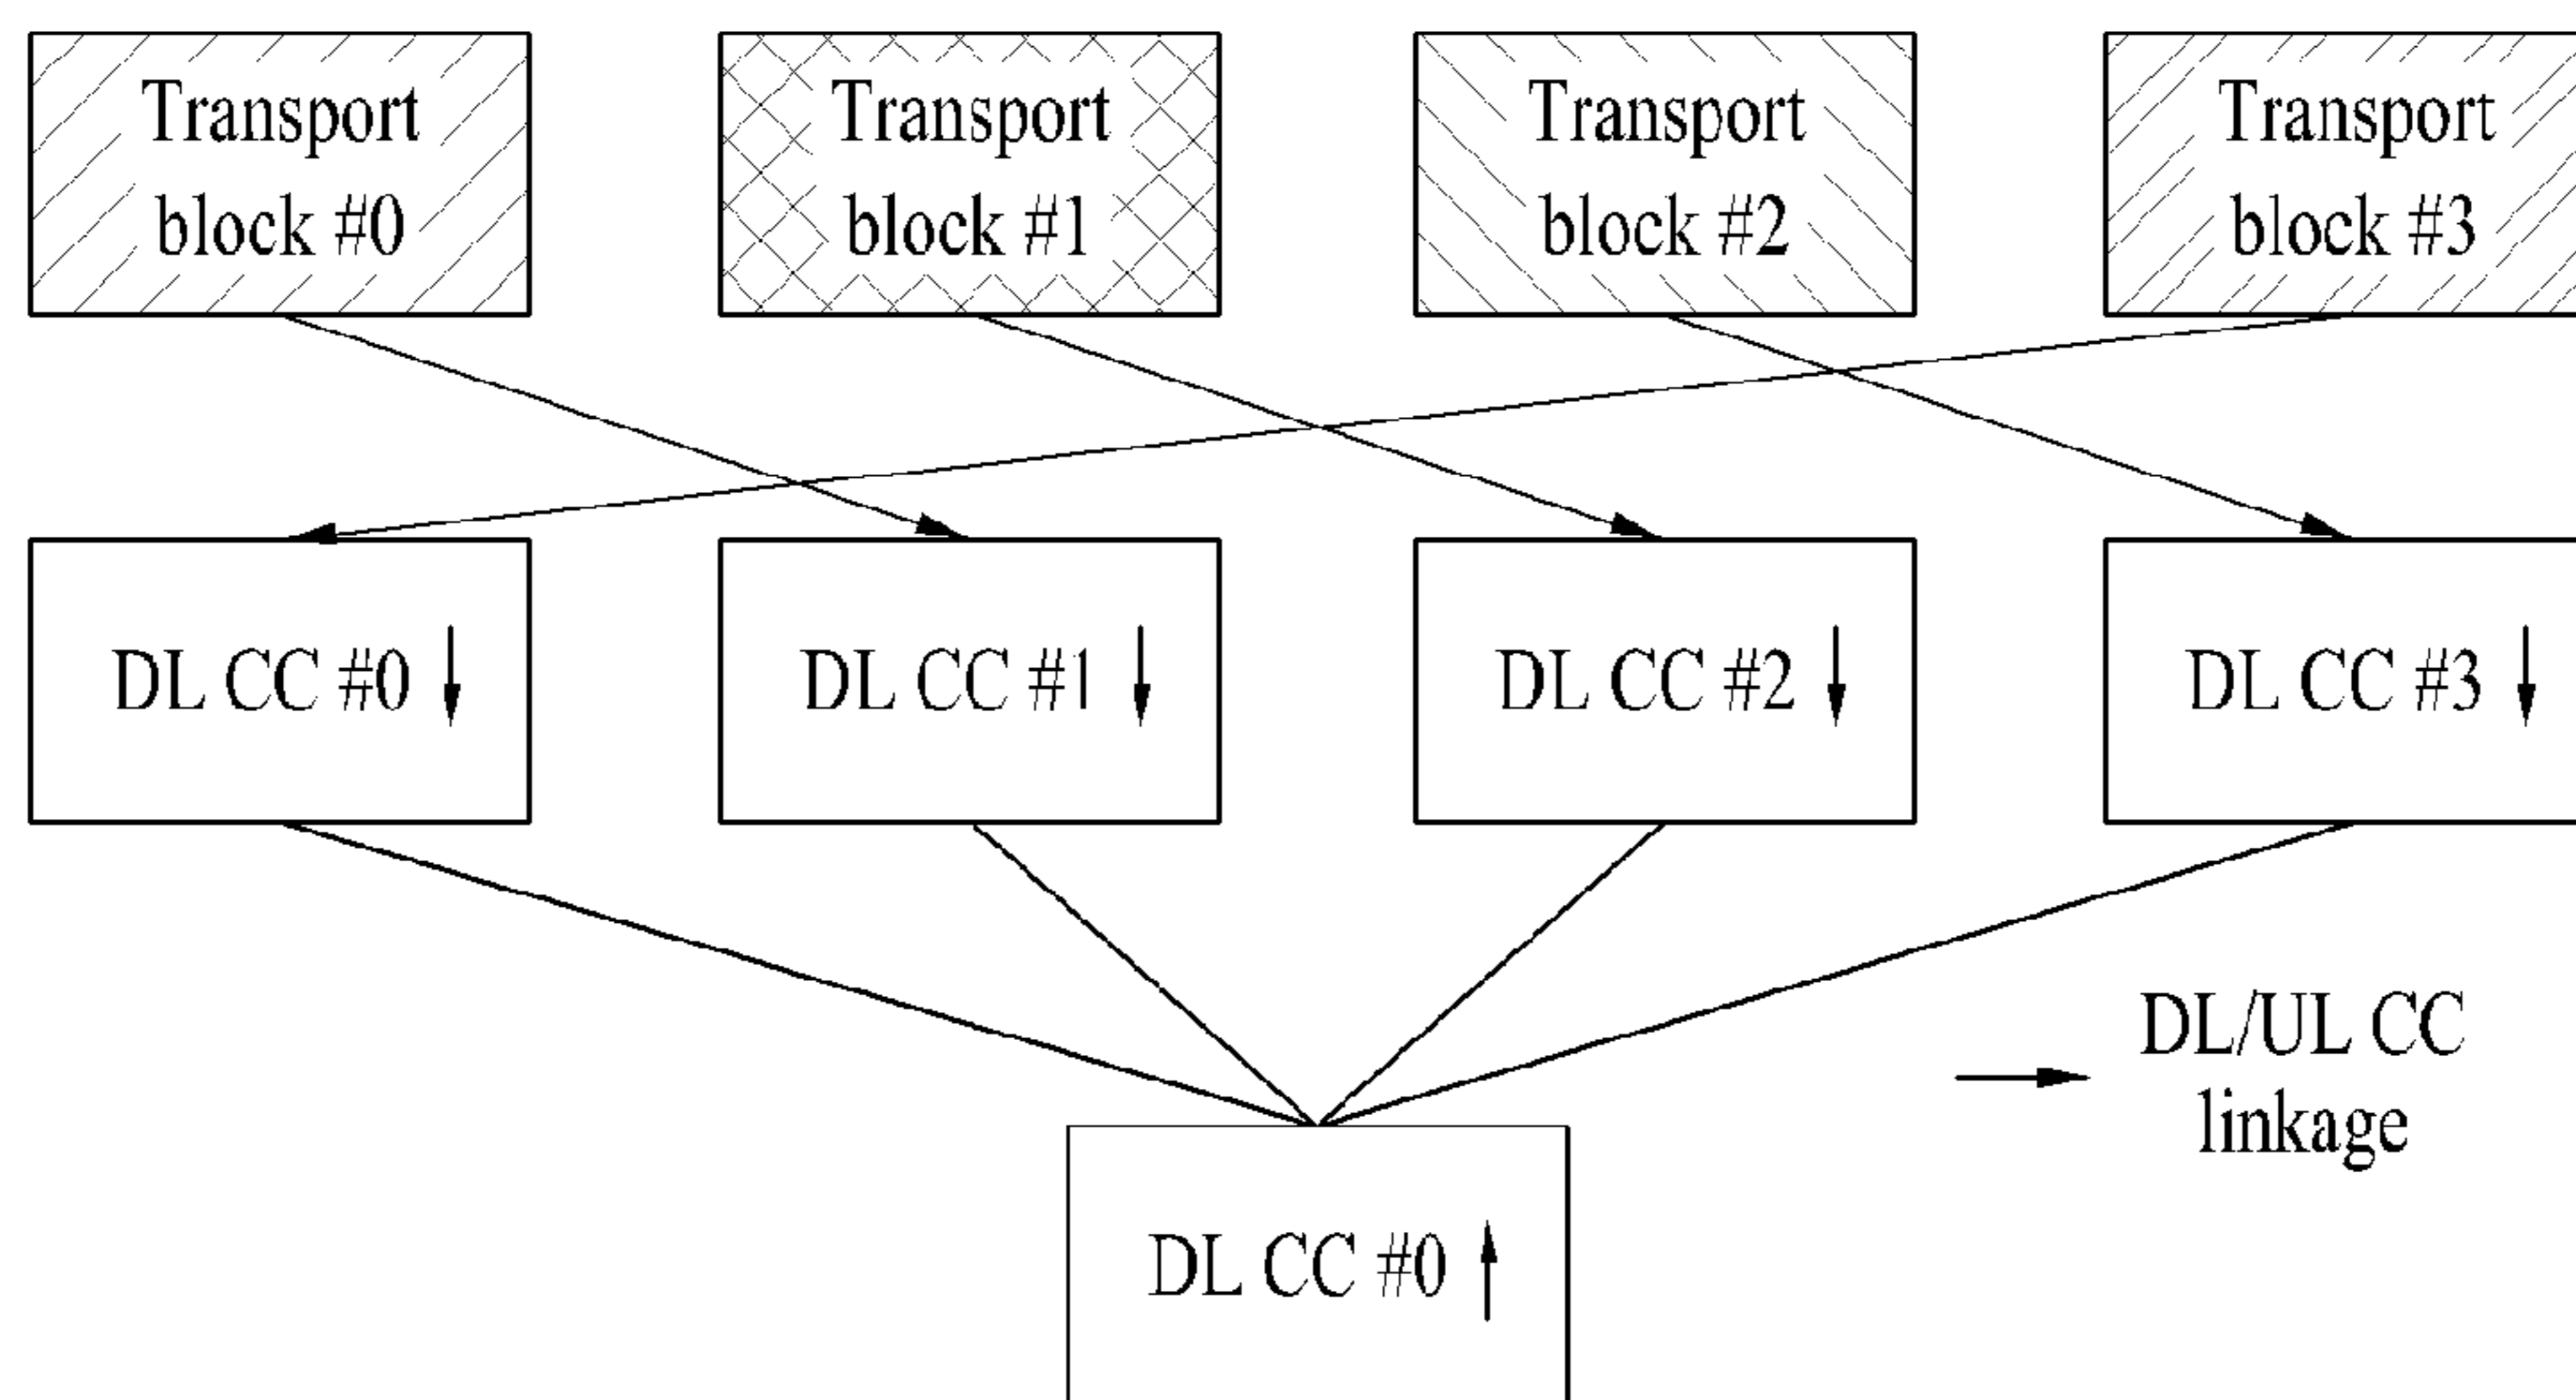 Transport
block #0
Transport
block #1
Transport
block #2
Transport
block #3
DL CC #0 ↓
DL CC #1 ↓
DL CC #2 ↓
DL CC #3 ↓
DL/UL CC
linkage
DL CC #0 ↑